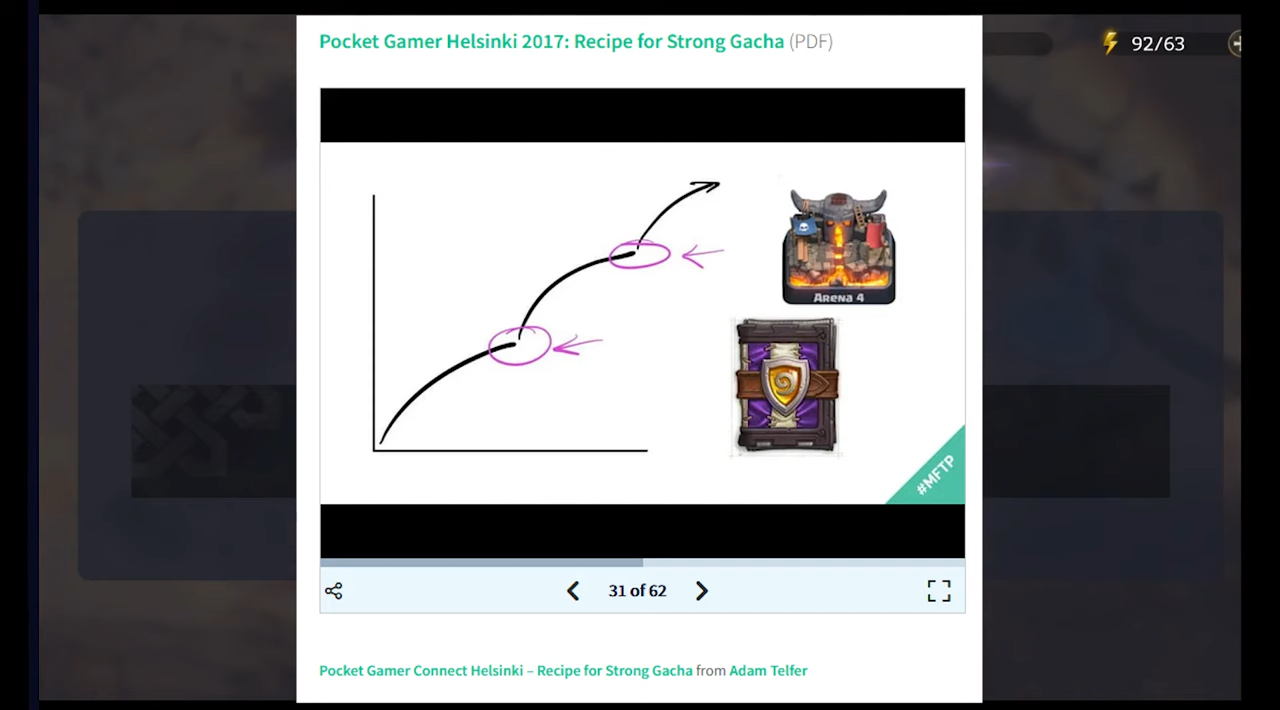 Pocket Gamer Helsinki 2017: Recipe for Strong Gacha (PDF)
92/63
Arena 4
#MFTP
31 of 62
Pocket Gamer Connect Helsinki – Recipe for Strong Gacha from Adam Telfer